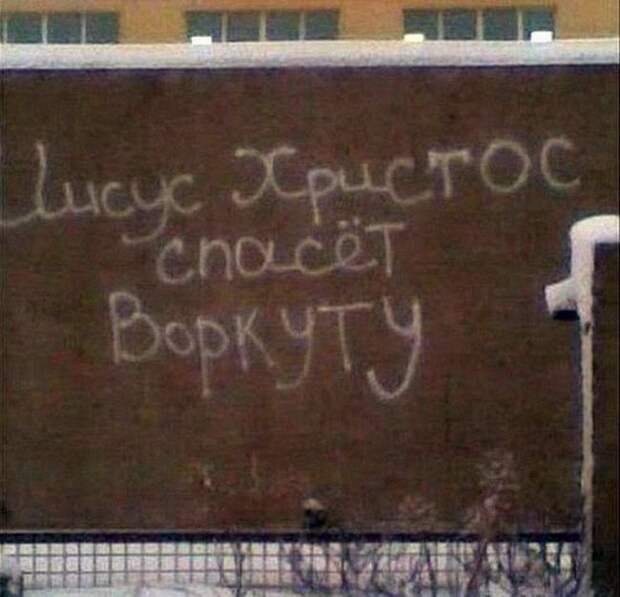 Иисус Христос
спасёт
Воркуту